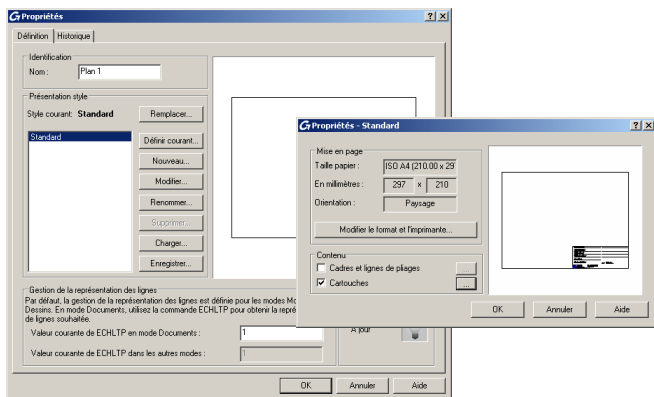 Propriétés
Définition
Historique
Identification
Nom :
Plan 1
Présentation style
Style courant: Standard
Remplacer...
Standard
Définir courant...
Nouveau...
Modifier...
Renommer...
Supprimer...
Charger...
Enregistrer...
Gestion de la représentation des lignes
Par défaut, la gestion de la représentation des lignes est définie pour les modes Mo
Dessins. En mode Documents, utilisez la commande ECHLTP pour obtenir la repré
de lignes souhaitée.
Valeur courante de ECHLTP en mode Documents :
1
A jour
Valeur courante de ECHLTP dans les autres modes :
1
OK
Annuler
Aide
Propriétés - Standard
Mise en page
Taille papier :
ISO A4 (210.00 x 29
En millimètres :
297 x 210
Orientation :
Paysage
Modifier le format et l'imprimante...
Contenu
Cadres et lignes de pliages
...
Cartouches
...
OK
Annuler
Aide